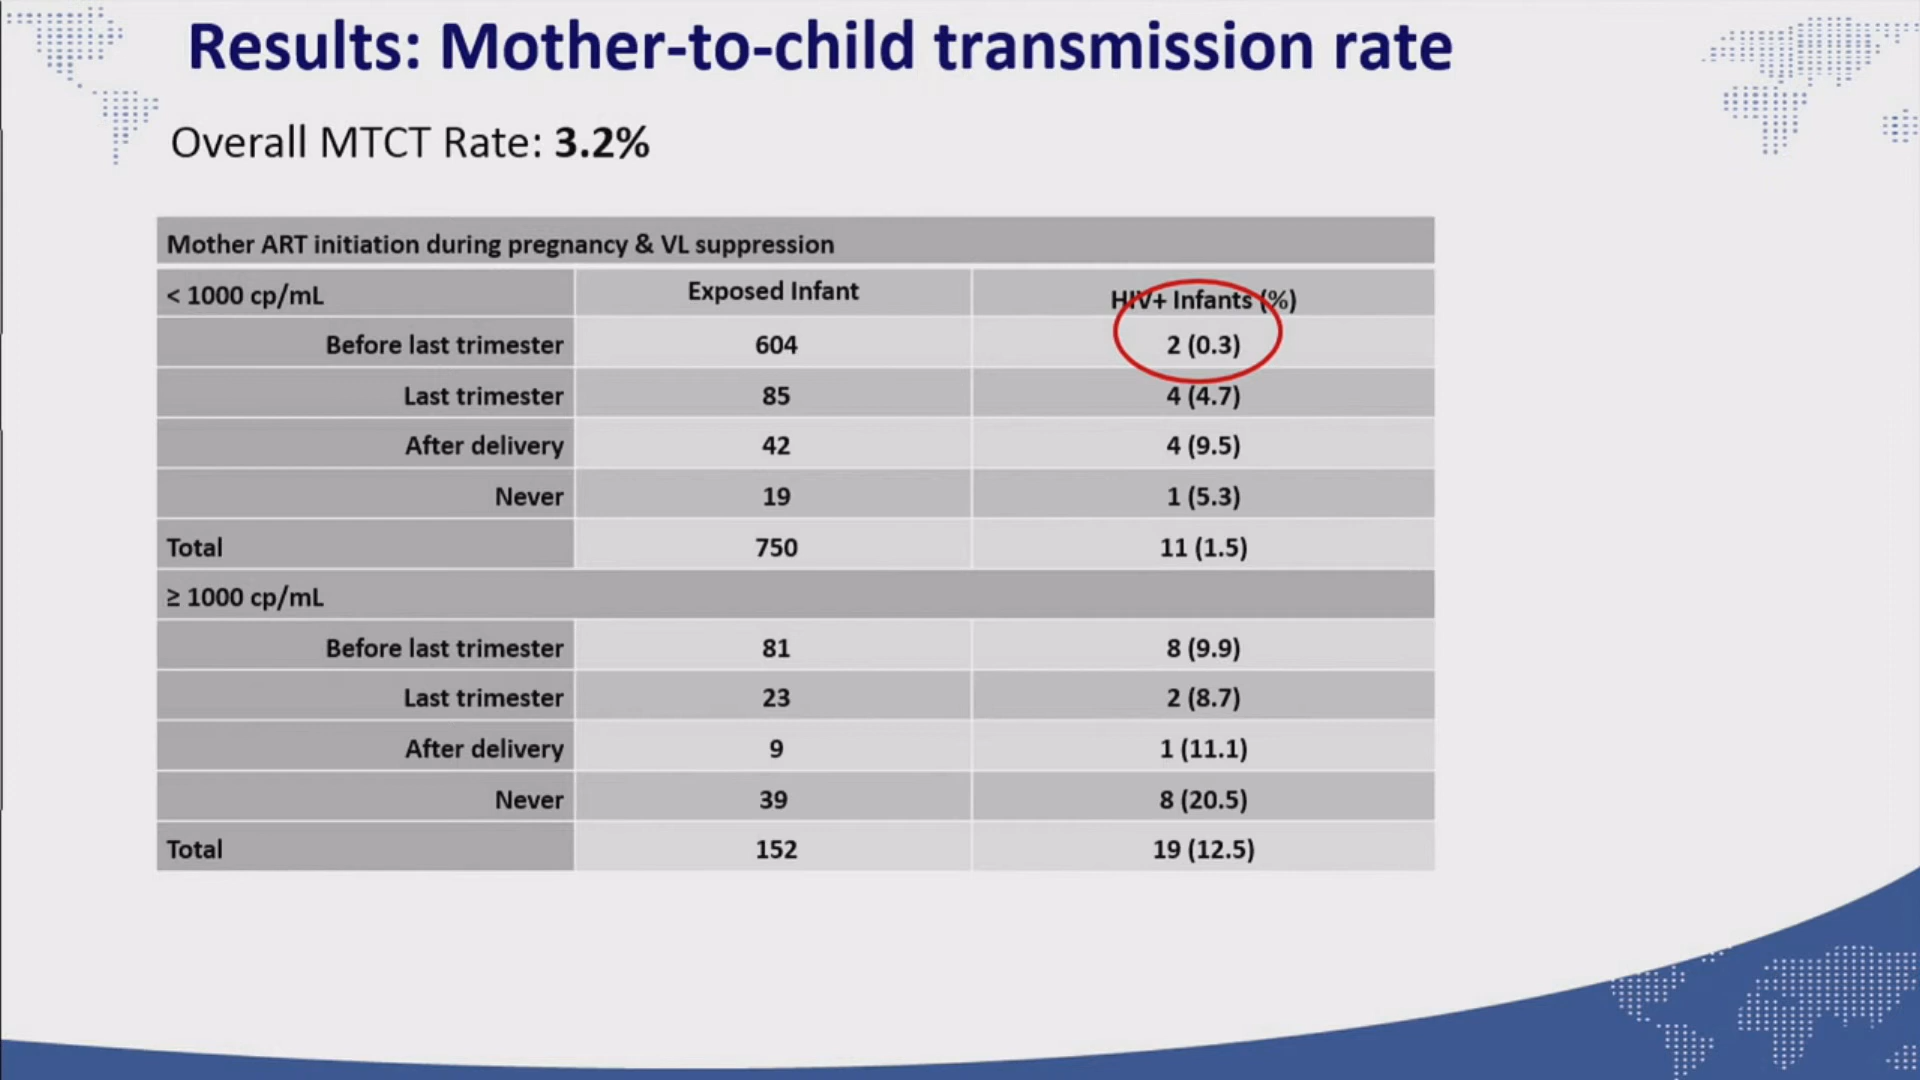 Results: Mother-to-child transmission rate
Overall MTCT Rate: 3.2%
Mother ART initiation during pregnancy & VL suppression
< 1000 cp/mL Exposed Infant HIV+ Infants (%)
Before last trimester 604 2 (0.3)
Last trimester 85 4 (4.7)
After delivery 42 4 (9.5)
Never 19 1 (5.3)
Total 750 11 (1.5)
≥ 1000 cp/mL
Before last trimester 81 8 (9.9)
Last trimester 23 2 (8.7)
After delivery 9 1 (11.1)
Never 39 8 (20.5)
Total 152 19 (12.5)